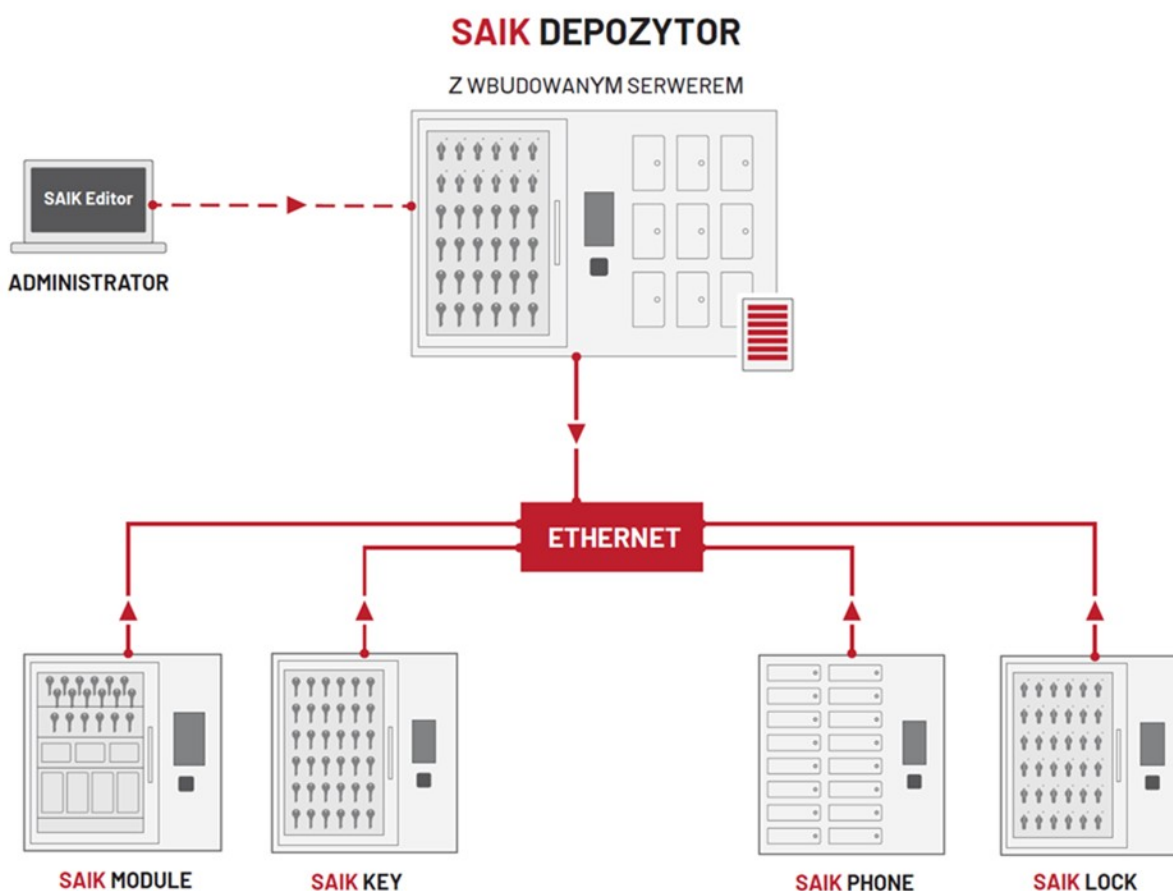 SAIK DEPOZYTOR
Z WBUDOWANYM SERWEREM
SAIK Editor
ADMINISTRATOR
ETHERNET
SAIK MODULE
SAIK KEY
SAIK PHONE
SAIK LOCK